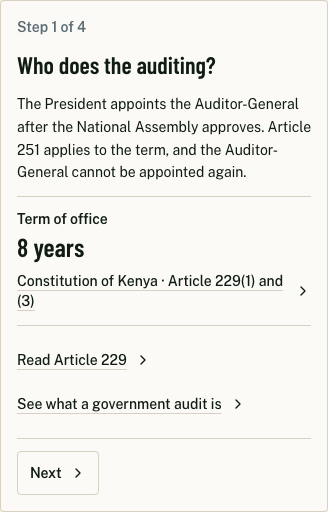 Step 1 of 4
Who does the auditing?
The President appoints the Auditor-General
after the National Assembly approves. Article
251 applies to the term, and the Auditor-
General cannot be appointed again.
Term of office
8 years
Constitution of Kenya · Article 229(1) and
(3)
Read Article 229
See what a government audit is
Next